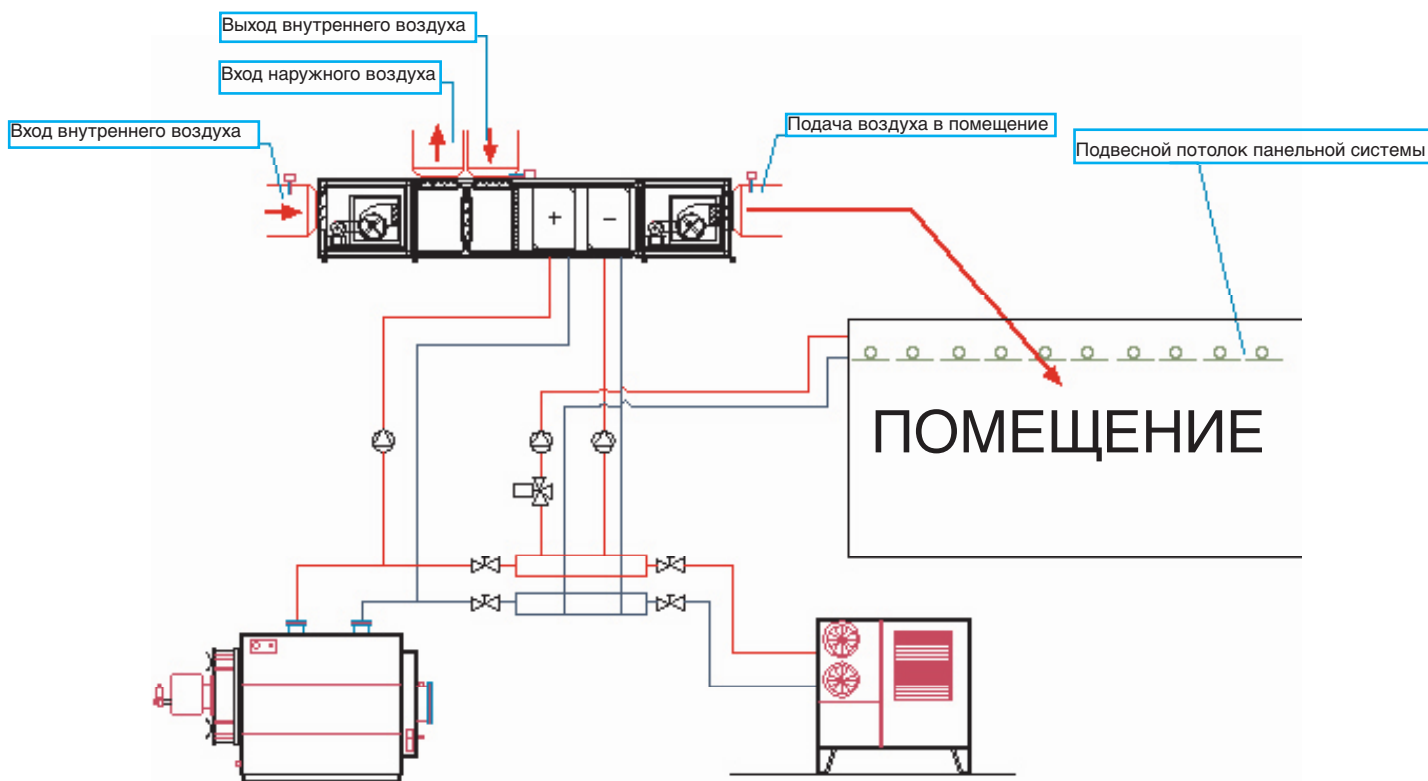 Выход внутреннего воздуха
Вход наружного воздуха
Вход внутреннего воздуха
Подача воздуха в помещение
Подвесной потолок панельной системы
+ −
ПОМЕЩЕНИЕ